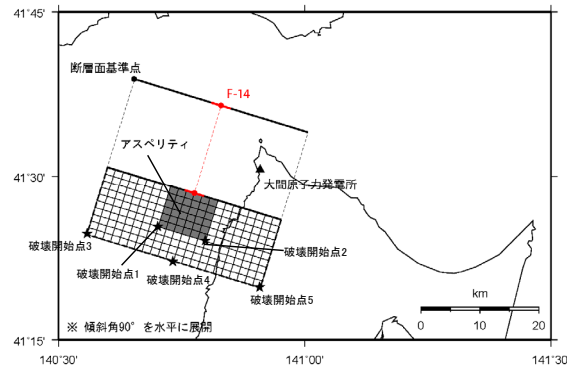 41°45'
断層面基準点
F-14
アスペリティ
41°30'
大間原子力発電所
破壊開始点3
破壊開始点2
破壊開始点1
破壊開始点4
破壊開始点5
km
0 10 20
※ 傾斜角90°を水平に展開
41°15'
140°30' 141°00' 141°30'